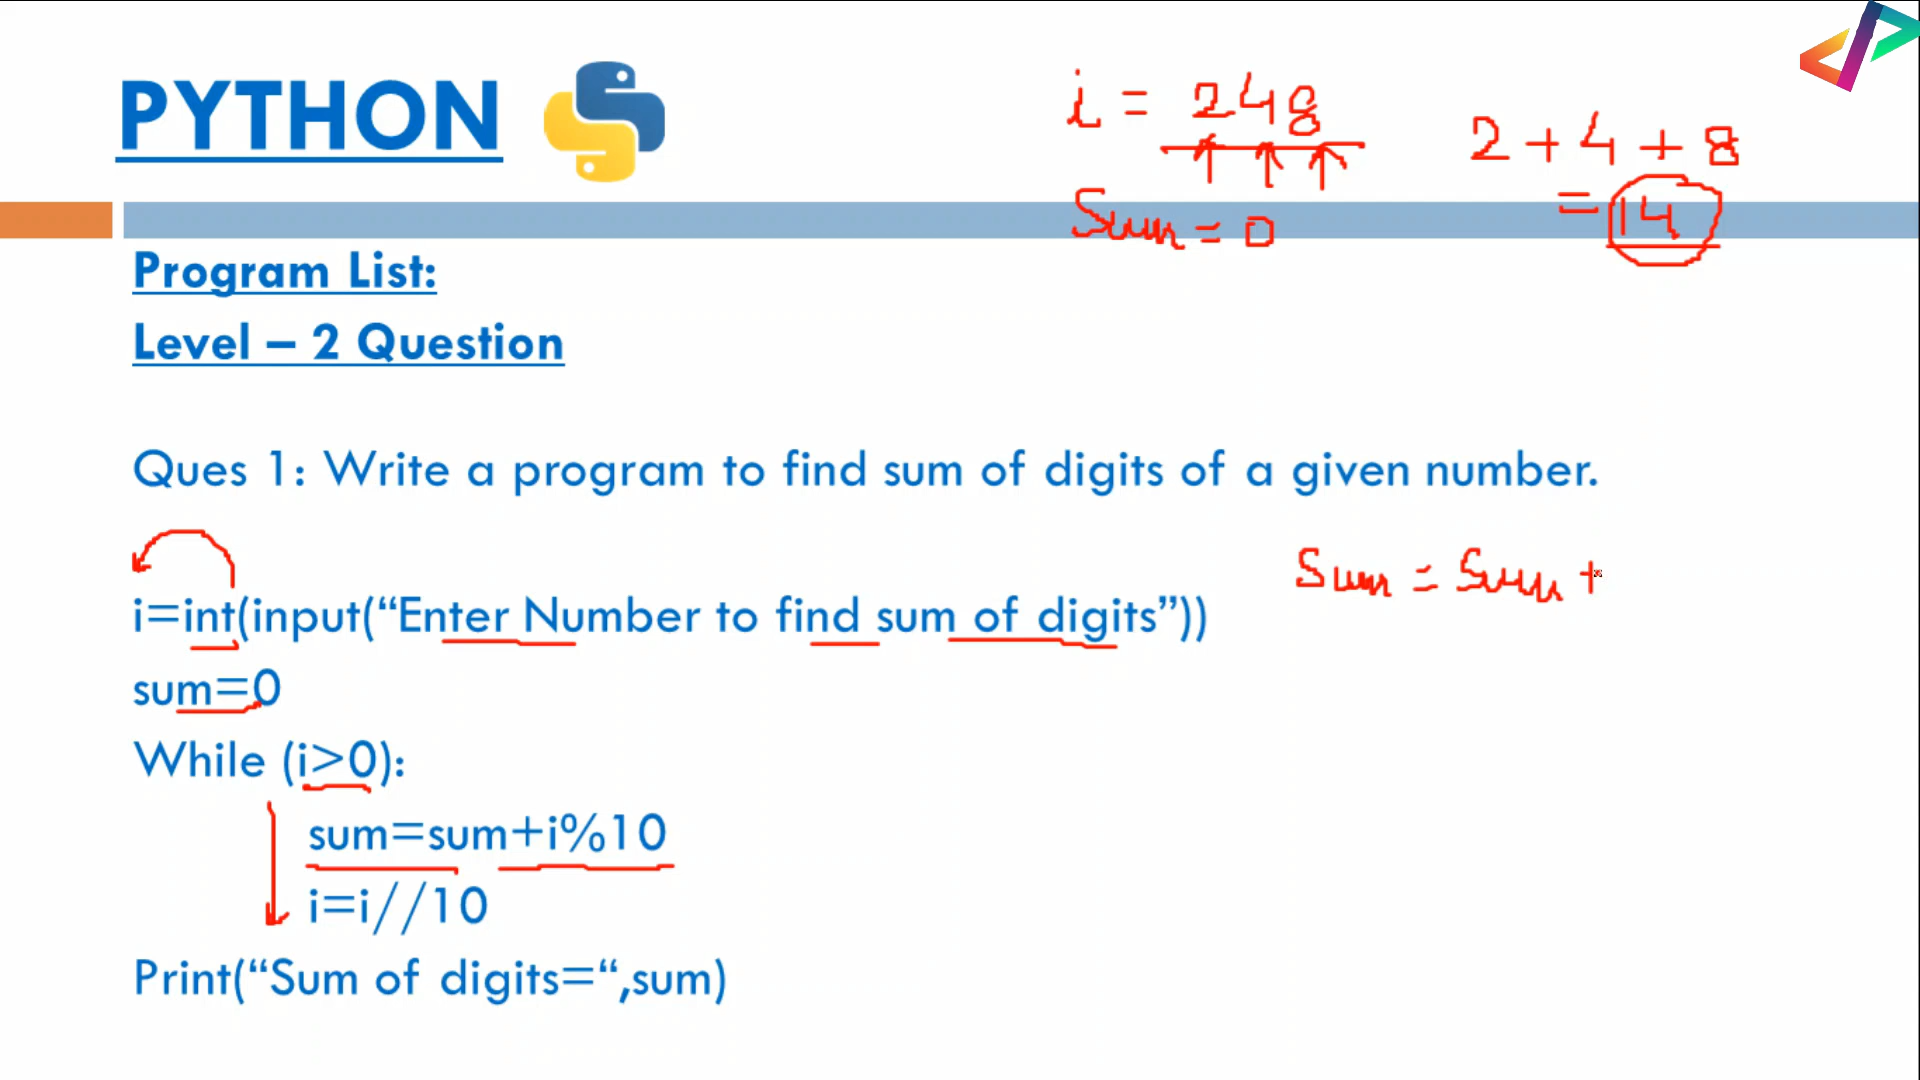 PYTHON
i = 248
2 + 4 + 8
= 14
Sum = 0
Program List:
Level – 2 Question
Ques 1: Write a program to find sum of digits of a given number.
Sum = Sum +
i=int(input(“Enter Number to find sum of digits”))
sum=0
While (i>0):
sum=sum+i%10
i=i//10
Print(“Sum of digits=“,sum)